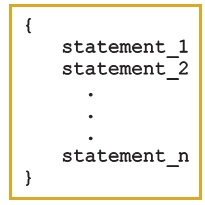 {
statement_1
statement_2
.
.
.
statement_n
}